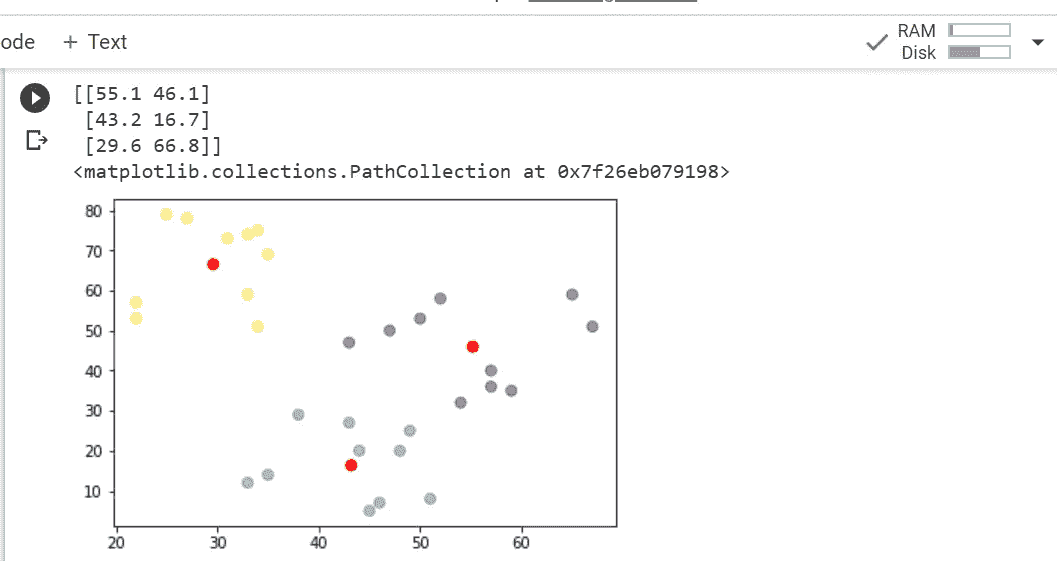 ode + Text
RAM
Disk
[[55.1 46.1]
[43.2 16.7]
[29.6 66.8]]
<matplotlib.collections.PathCollection at 0x7f26eb079198>
80
70
60
50
40
30
20
10
20 30 40 50 60